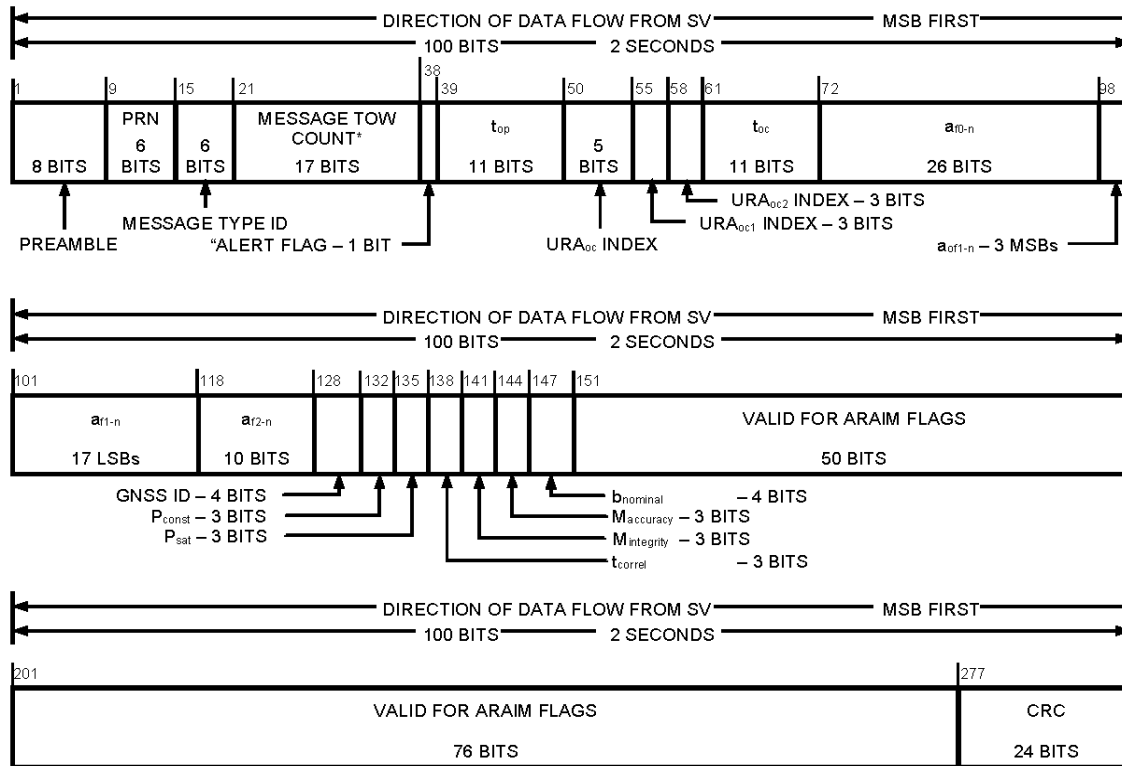 DIRECTION OF DATA FLOW FROM SV MSB FIRST
100 BITS 2 SECONDS
1 9 15 21 38 39 50 55 58 61 72 98
8 BITS
PRN
6
BITS
6
BITS
MESSAGE TOW
COUNT*
17 BITS
top
11 BITS
5
BITS
toc
11 BITS
af0-n
26 BITS
URAoc2 INDEX – 3 BITS
MESSAGE TYPE ID
URAoc1 INDEX – 3 BITS
PREAMBLE
“ALERT FLAG – 1 BIT
URAoc INDEX
aof1-n – 3 MSBs
DIRECTION OF DATA FLOW FROM SV MSB FIRST
100 BITS 2 SECONDS
101 118 128 132 135 138 141 144 147 151
af1-n
17 LSBs
af2-n
10 BITS
VALID FOR ARAIM FLAGS
50 BITS
GNSS ID – 4 BITS
bnominal – 4 BITS
Pconst – 3 BITS
Maccuracy – 3 BITS
Psat – 3 BITS
Mintegrity – 3 BITS
tcorrel – 3 BITS
DIRECTION OF DATA FLOW FROM SV MSB FIRST
100 BITS 2 SECONDS
201 277
VALID FOR ARAIM FLAGS
76 BITS
CRC
24 BITS